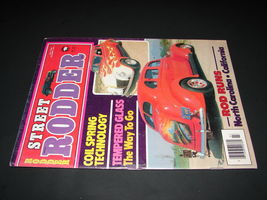 STREET
RODDER
COIL SPRING
TECHNOLOGY
TEMPERED GLASS
The Way To Go
ROD RUNS
North Carolina • California